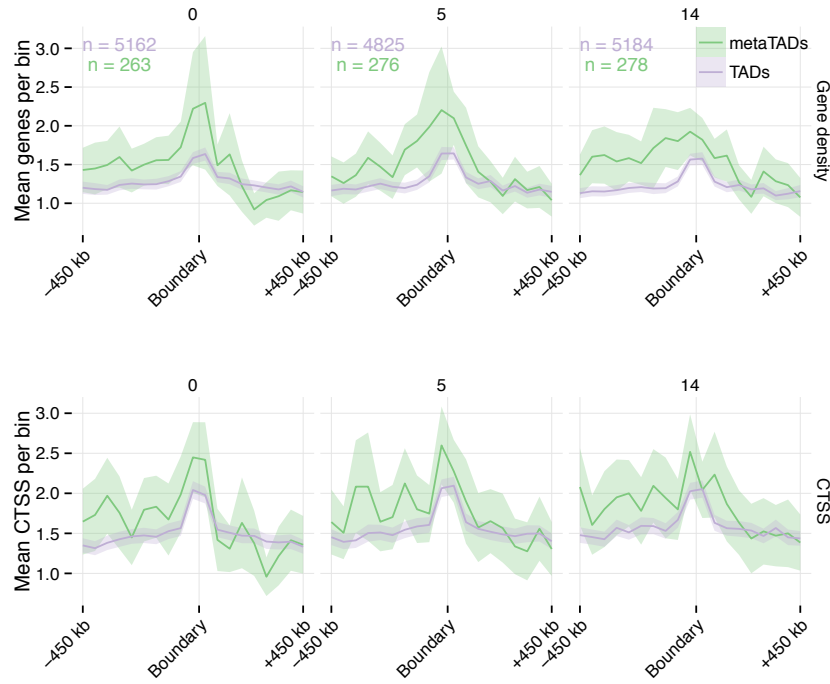 0
5
14
Mean genes per bin
3.0
2.5
2.0
1.5
1.0
n = 5162
n = 263
n = 4825
n = 276
n = 5184
n = 278
metaTADs
TADs
Gene density
−450 kb
Boundary
+450 kb
−450 kb
Boundary
+450 kb
−450 kb
Boundary
+450 kb
0
5
14
Mean CTSS per bin
3.0
2.5
2.0
1.5
1.0
CTSS
−450 kb
Boundary
+450 kb
−450 kb
Boundary
+450 kb
−450 kb
Boundary
+450 kb